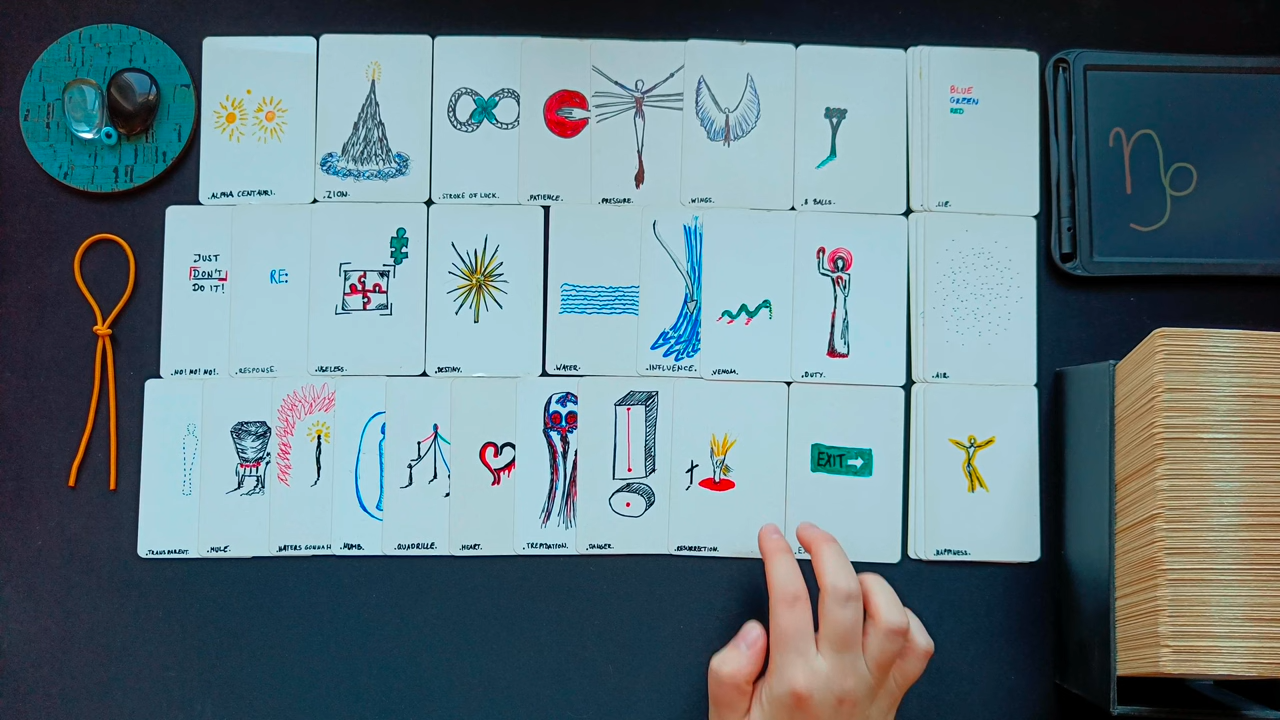 .ALPHA CENTAURI.
.ZION.
.STROKE OF LUCK.
.PATIENCE.
.PRESSURE.
.WINGS.
.8 BALLS.
BLUE
GREEN
RED
.LIE.
JUST
DON'T
DO IT!
.NO! NO! NO!.
RE:
.RESPONSE.
.USELESS.
.DESTINY.
.WATER.
.INFLUENCE.
.VENOM.
.DUTY.
.AIR.
.TRANSPARENT.
.MULE.
.HATERS GONNA H
.NUMB.
.QUADRILLE.
.HEART.
.TREPIDATION.
.DANGER.
.RESURRECTION.
EXIT →
.HAPPINESS.